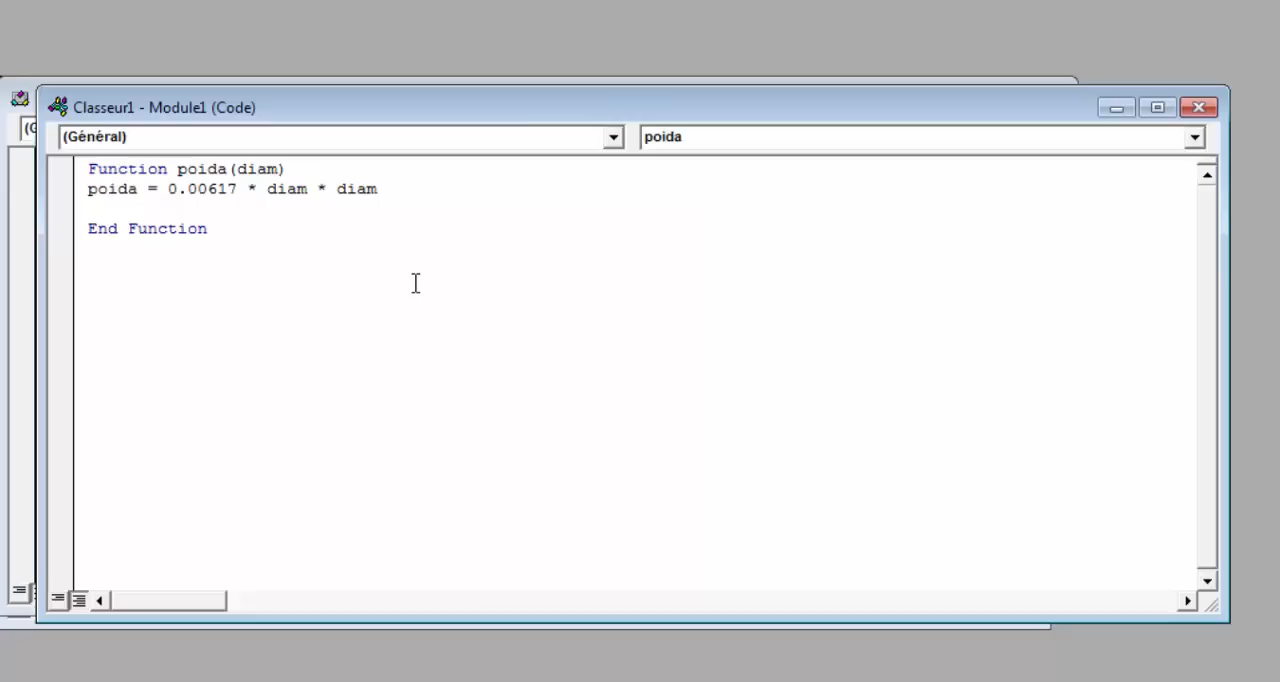 Classeur1 - Module1 (Code)
(Général)
poida
Function poida(diam)
poida = 0.00617 * diam * diam
End Function